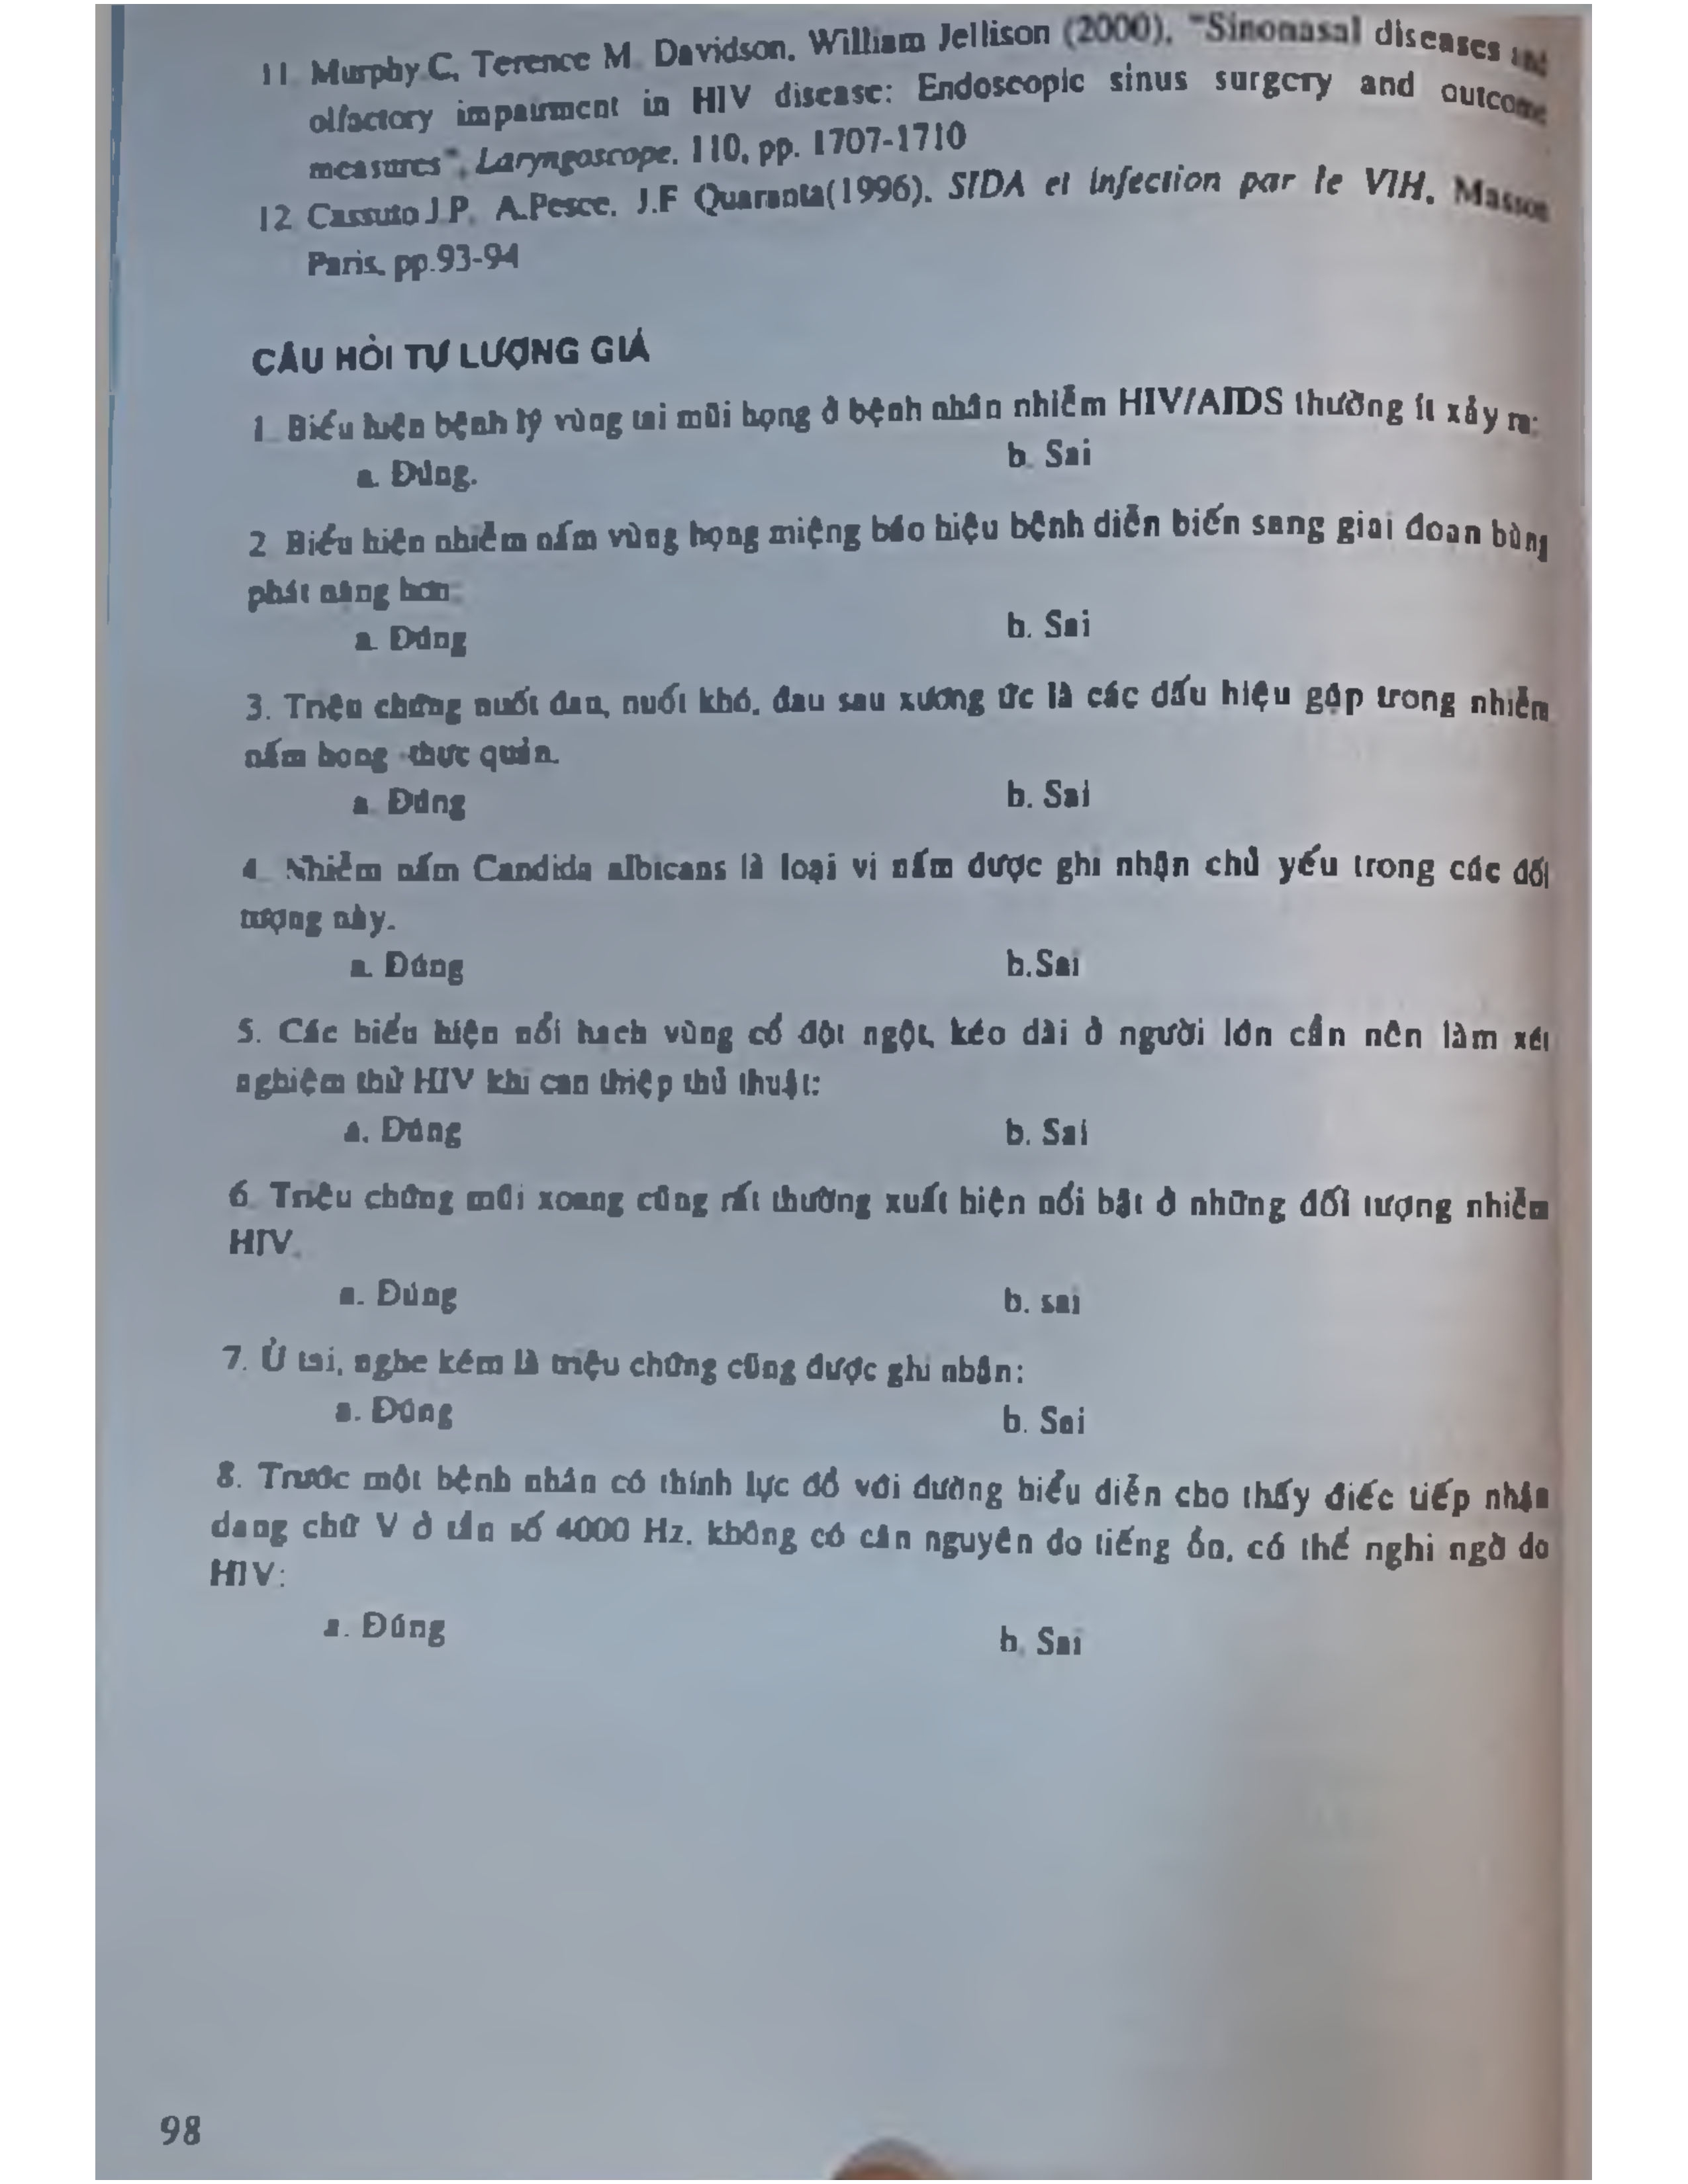 11. Murphy C, Terence M. Davidson, William Jellison (2000). "Sinonasal diseases and
olfactory impairment in HIV disease: Endoscopic sinus surgery and outcome
measures", Laryngoscope, 110, pp. 1707-1710
12. Cassuto J.P, A.Pesce, J.F Quaranta(1996). SIDA et infection par le VIH. Masson
Paris, pp.93-94
CÂU HỎI TỰ LƯỢNG GIÁ
1. Biểu hiện bệnh lý vùng tai mũi họng ở bệnh nhân nhiễm HIV/AIDS thường ít xảy ra:
a. Đúng. b. Sai
2. Biểu hiện nhiễm nấm vùng họng miệng báo hiệu bệnh diễn biến sang giai đoạn bùng
phát nặng hơn:
a. Đúng b. Sai
3. Triệu chứng nuốt đau, nuốt khó, đau sau xương ức là các dấu hiệu gặp trong nhiễm
nấm họng -thực quản.
a. Đúng b. Sai
4. Nhiễm nấm Candida albicans là loại vi nấm được ghi nhận chủ yếu trong các đối
tượng này.
a. Đúng b.Sai
5. Các biểu hiện nổi hạch vùng cổ đột ngột, kéo dài ở người lớn cần nên làm xét
nghiệm thử HIV khi can thiệp thủ thuật:
a. Đúng b. Sai
6. Triệu chứng mũi xoang cũng rất thường xuất hiện nổi bật ở những đối tượng nhiễm
HIV.
a. Đúng b. sai
7. Ù tai, nghe kém là triệu chứng cũng được ghi nhận:
a. Đúng b. Sai
8. Trước một bệnh nhân có thính lực đồ với đường biểu diễn cho thấy điếc tiếp nhận
dạng chữ V ở tần số 4000 Hz, không có căn nguyên do tiếng ồn, có thể nghi ngờ do
HIV:
a. Đúng b. Sai
98